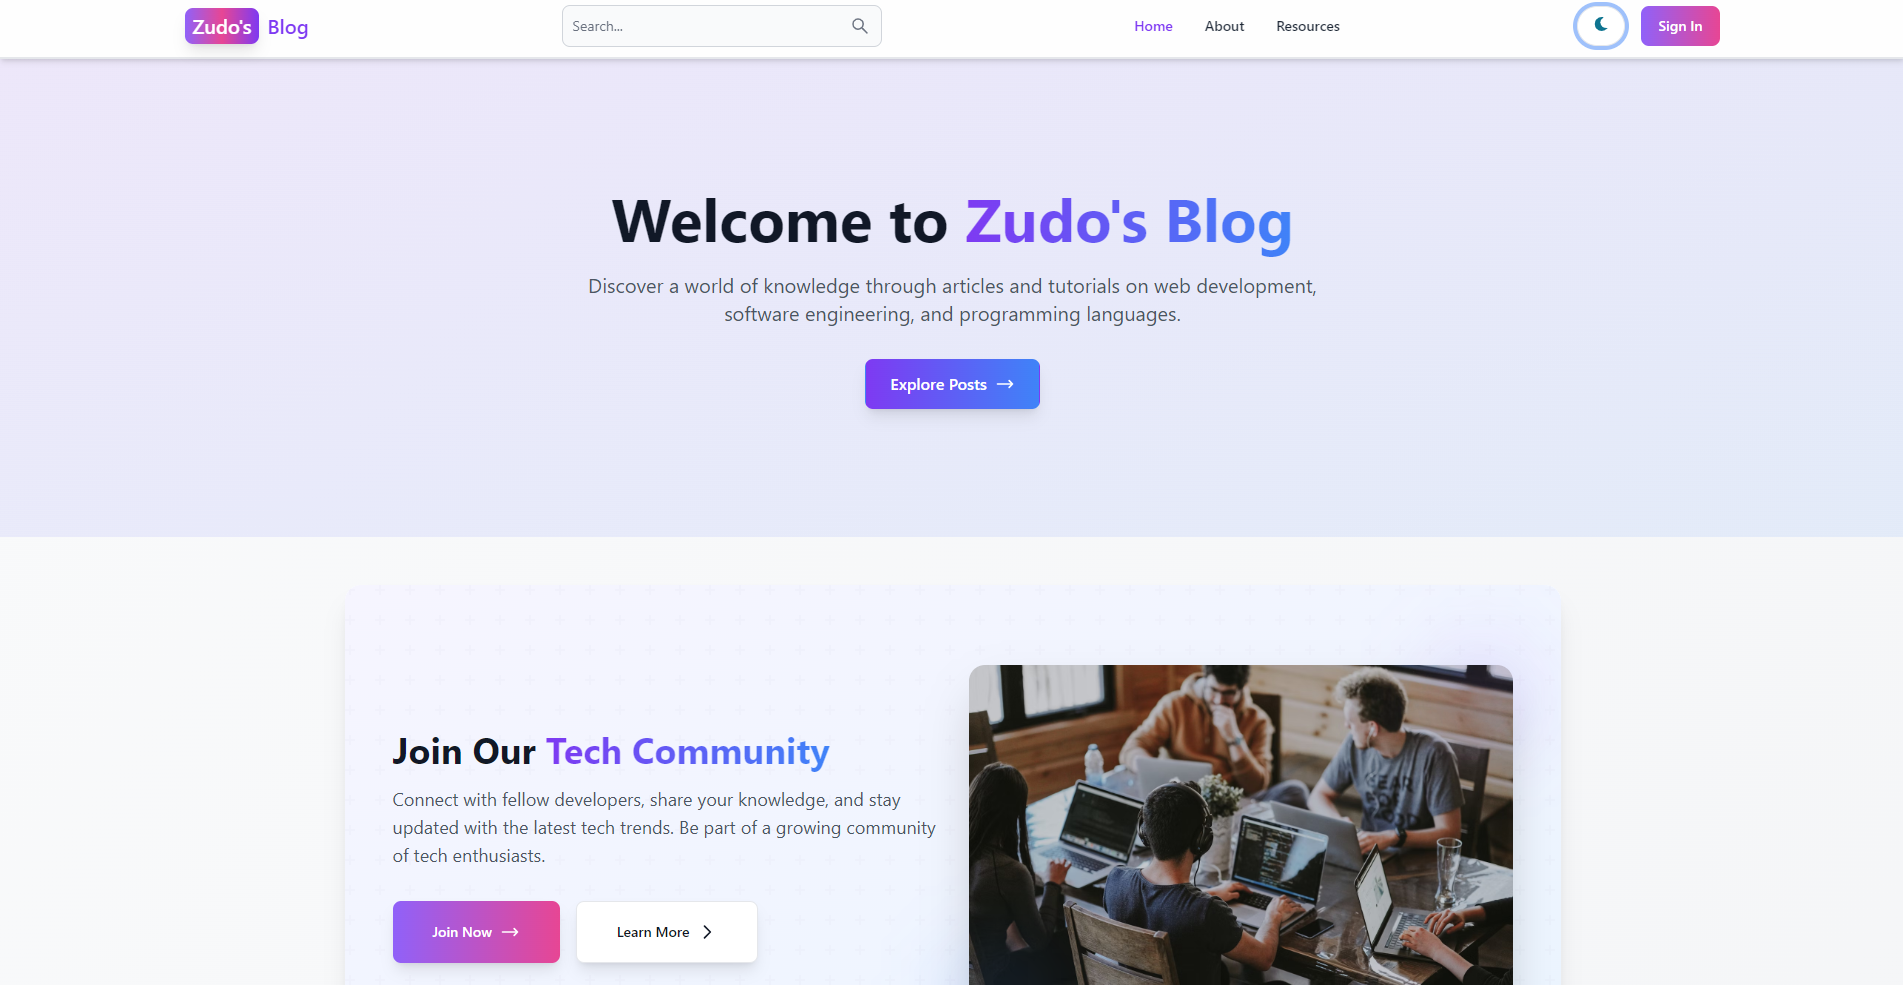 Zudo's Blog
Search...
Home
About
Resources
Sign In
Welcome to Zudo's Blog
Discover a world of knowledge through articles and tutorials on web development,
software engineering, and programming languages.
Explore Posts
Join Our Tech Community
Connect with fellow developers, share your knowledge, and stay
updated with the latest tech trends. Be part of a growing community
of tech enthusiasts.
Join Now
Learn More